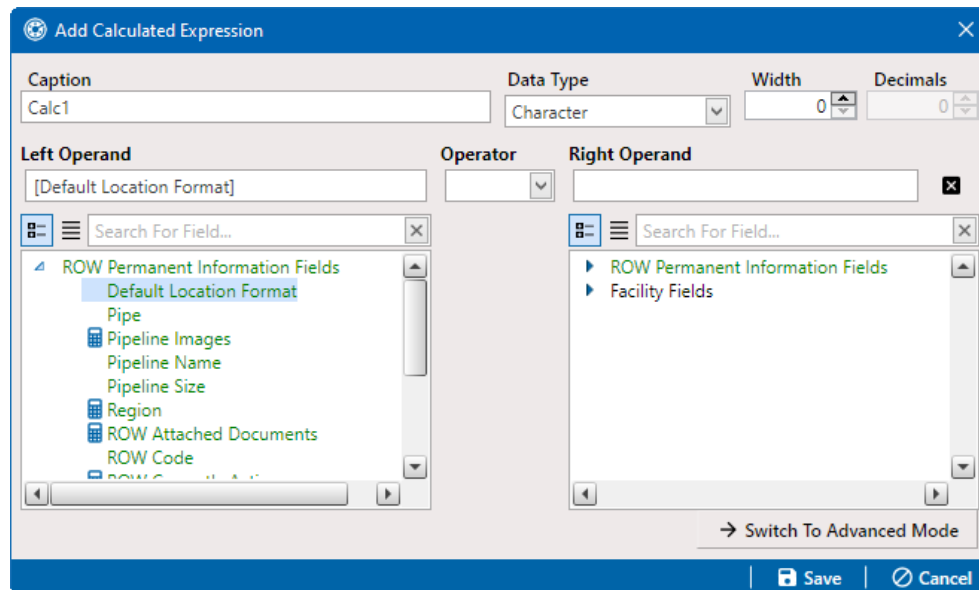 Add Calculated Expression
Caption Data Type Width Decimals
Calc1 Character 0 0
Left Operand Operator Right Operand
[Default Location Format]
Search For Field... Search For Field...
ROW Permanent Information Fields ROW Permanent Information Fields
Default Location Format Facility Fields
Pipe
Pipeline Images
Pipeline Name
Pipeline Size
Region
ROW Attached Documents
ROW Code
Switch To Advanced Mode
Save Cancel